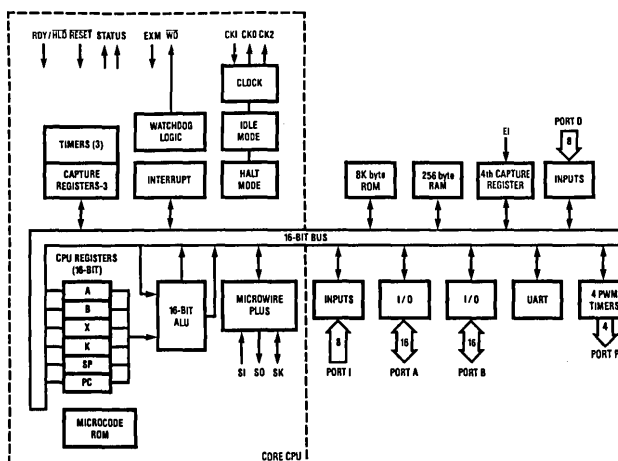 RDY/HLD RESET STATUS EXM WO CKI CKO CK2
CLOCK
WATCHDOG LOGIC
IDLE MODE
HALT MODE
TIMERS (3)
CAPTURE REGISTERS-3
INTERRUPT
8K byte ROM
256 byte RAM
EI
4th CAPTURE REGISTER
PORT D
8
INPUTS
16-BIT BUS
CPU REGISTERS (16-BIT)
A
B
X
K
SP
PC
16-BIT ALU
MICROWIRE PLUS
SI SO SK
INPUTS
8
PORT I
I/O
16
PORT A
I/O
16
PORT B
UART
4 PWM TIMERS
4
PORT P
MICROCODE ROM
CORE CPU